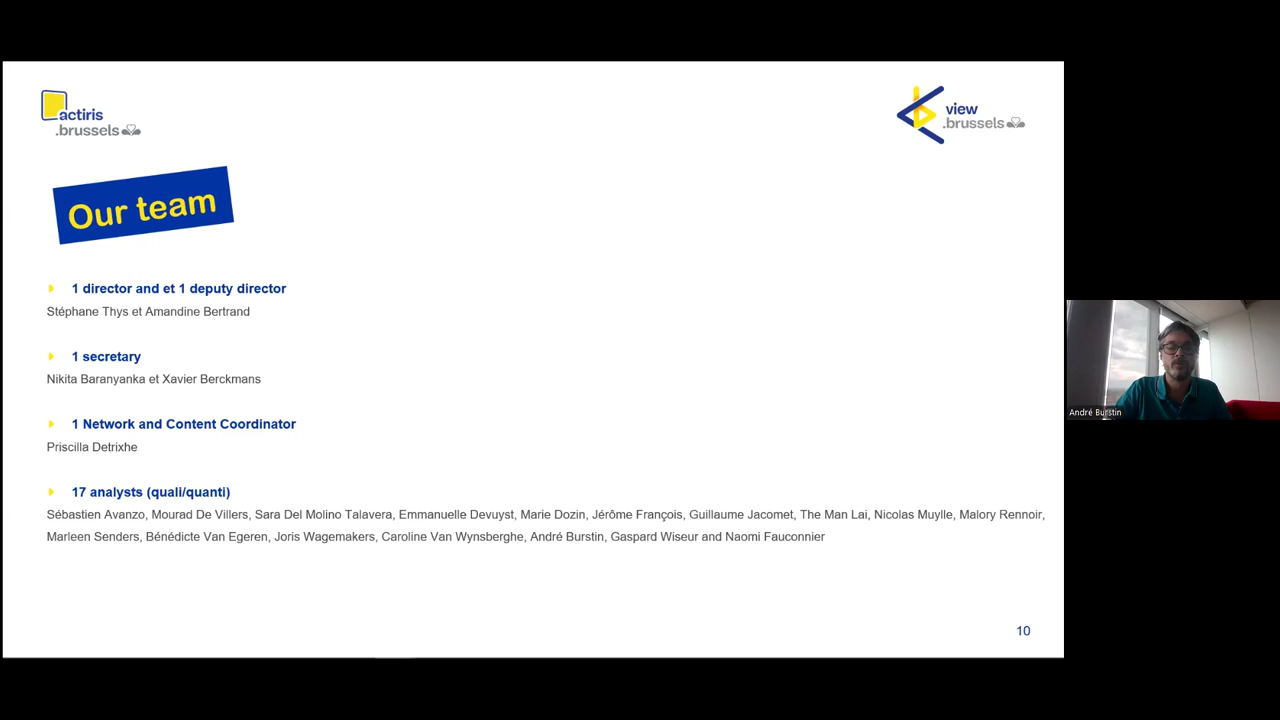 actiris
.brussels
view
.brussels
Our team
1 director and et 1 deputy director
Stéphane Thys et Amandine Bertrand
1 secretary
Nikita Baranyanka et Xavier Berckmans
1 Network and Content Coordinator
Priscilla Detrixhe
17 analysts (quali/quanti)
Sébastien Avanzo, Mourad De Villers, Sara Del Molino Talavera, Emmanuelle Devuyst, Marie Dozin, Jérôme François, Guillaume Jacomet, The Man Lai, Nicolas Muylle, Malory Rennoir,
Marleen Senders, Bénédicte Van Egeren, Joris Wagemakers, Caroline Van Wynsberghe, André Burstin, Gaspard Wiseur and Naomi Fauconnier
10
André Burstin